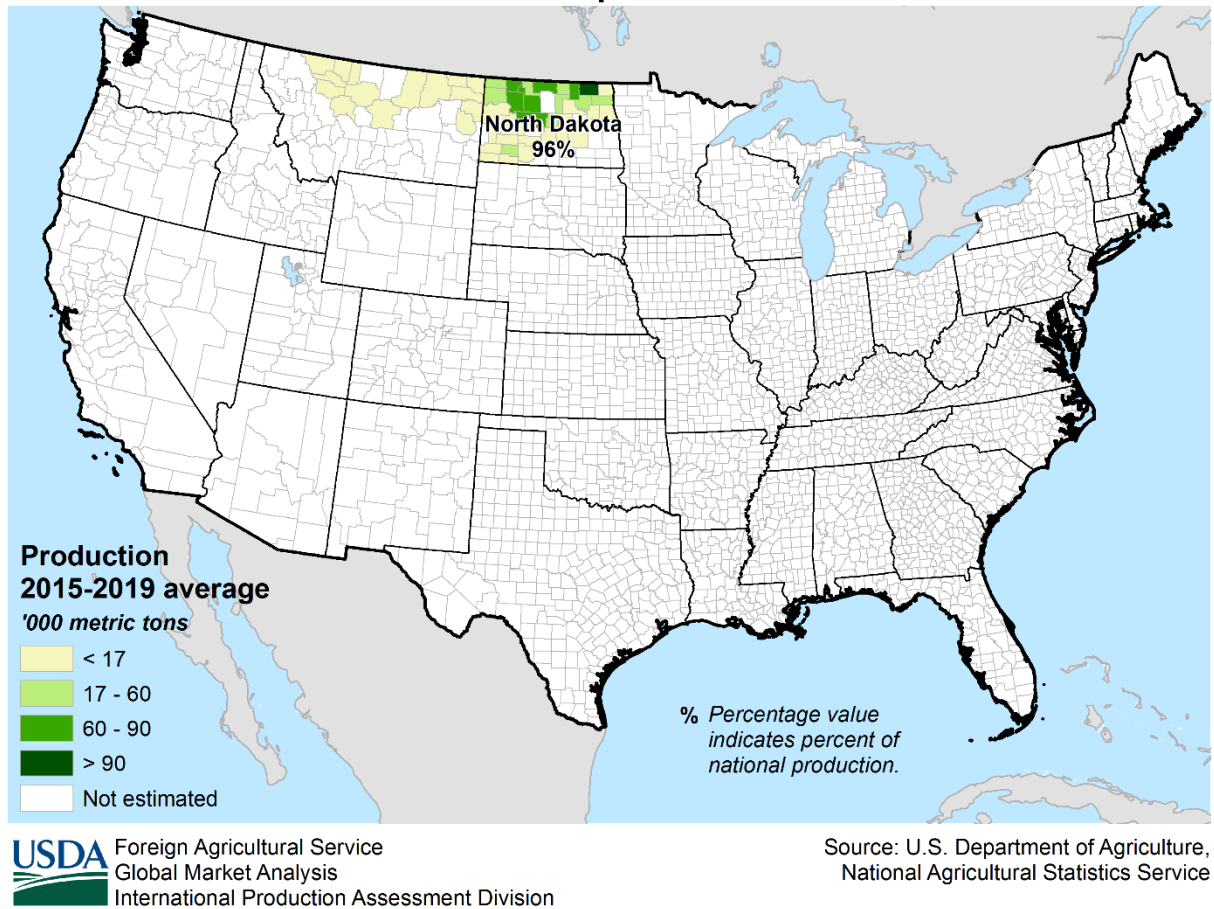 North Dakota
96%
Production
2015-2019 average
'000 metric tons
< 17
17 - 60
60 - 90
> 90
Not estimated
% Percentage value
indicates percent of
national production.
USDA
Foreign Agricultural Service
Global Market Analysis
International Production Assessment Division
Source: U.S. Department of Agriculture,
National Agricultural Statistics Service